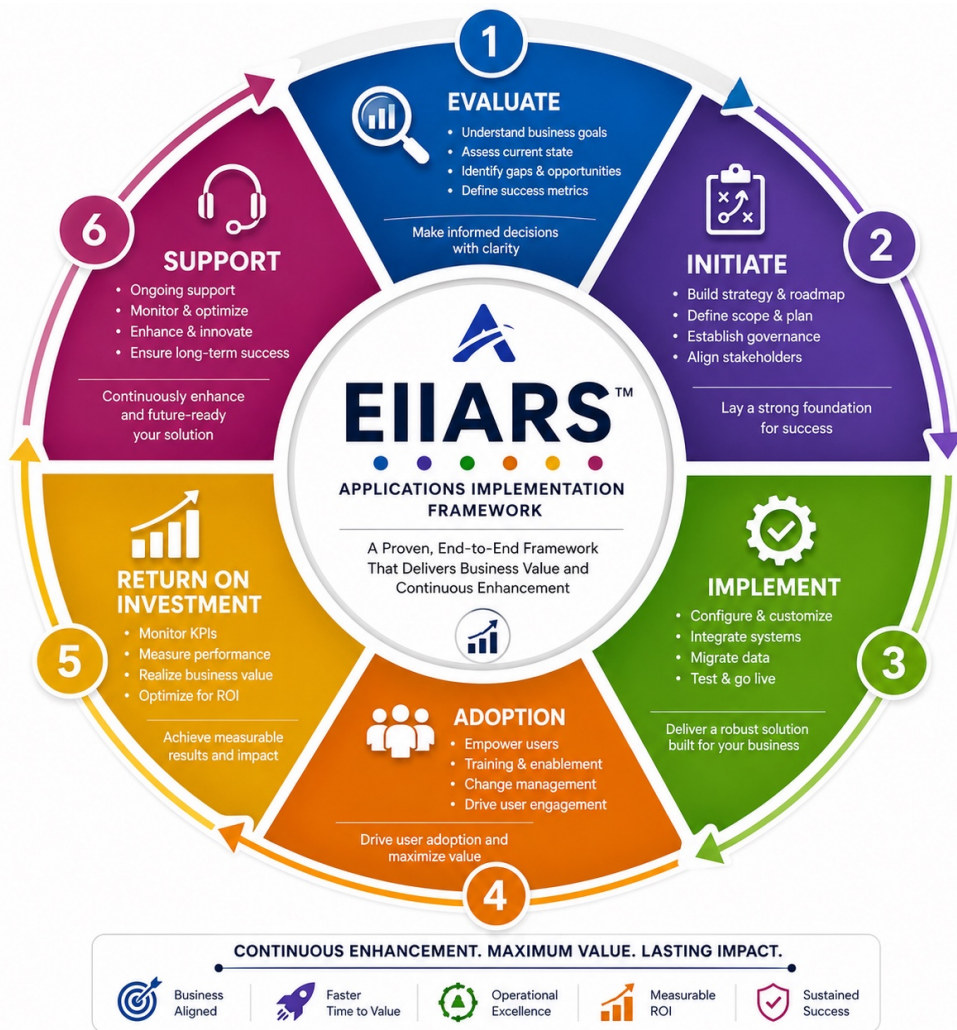 1
EVALUATE
• Understand business goals
• Assess current state
• Identify gaps & opportunities
• Define success metrics
Make informed decisions
with clarity
2
INITIATE
• Build strategy & roadmap
• Define scope & plan
• Establish governance
• Align stakeholders
Lay a strong foundation
for success
3
IMPLEMENT
• Configure & customize
• Integrate systems
• Migrate data
• Test & go live
Deliver a robust solution
built for your business
4
ADOPTION
• Empower users
• Training & enablement
• Change management
• Drive user engagement
Drive user adoption and
maximize value
5
RETURN ON
INVESTMENT
• Monitor KPIs
• Measure performance
• Realize business value
• Optimize for ROI
Achieve measurable
results and impact
6
SUPPORT
• Ongoing support
• Monitor & optimize
• Enhance & innovate
• Ensure long-term success
Continuously enhance
and future-ready
your solution
EIIARS™
APPLICATIONS IMPLEMENTATION
FRAMEWORK
A Proven, End-to-End Framework
That Delivers Business Value and
Continuous Enhancement
CONTINUOUS ENHANCEMENT. MAXIMUM VALUE. LASTING IMPACT.
Business
Aligned
Faster
Time to Value
Operational
Excellence
Measurable
ROI
Sustained
Success